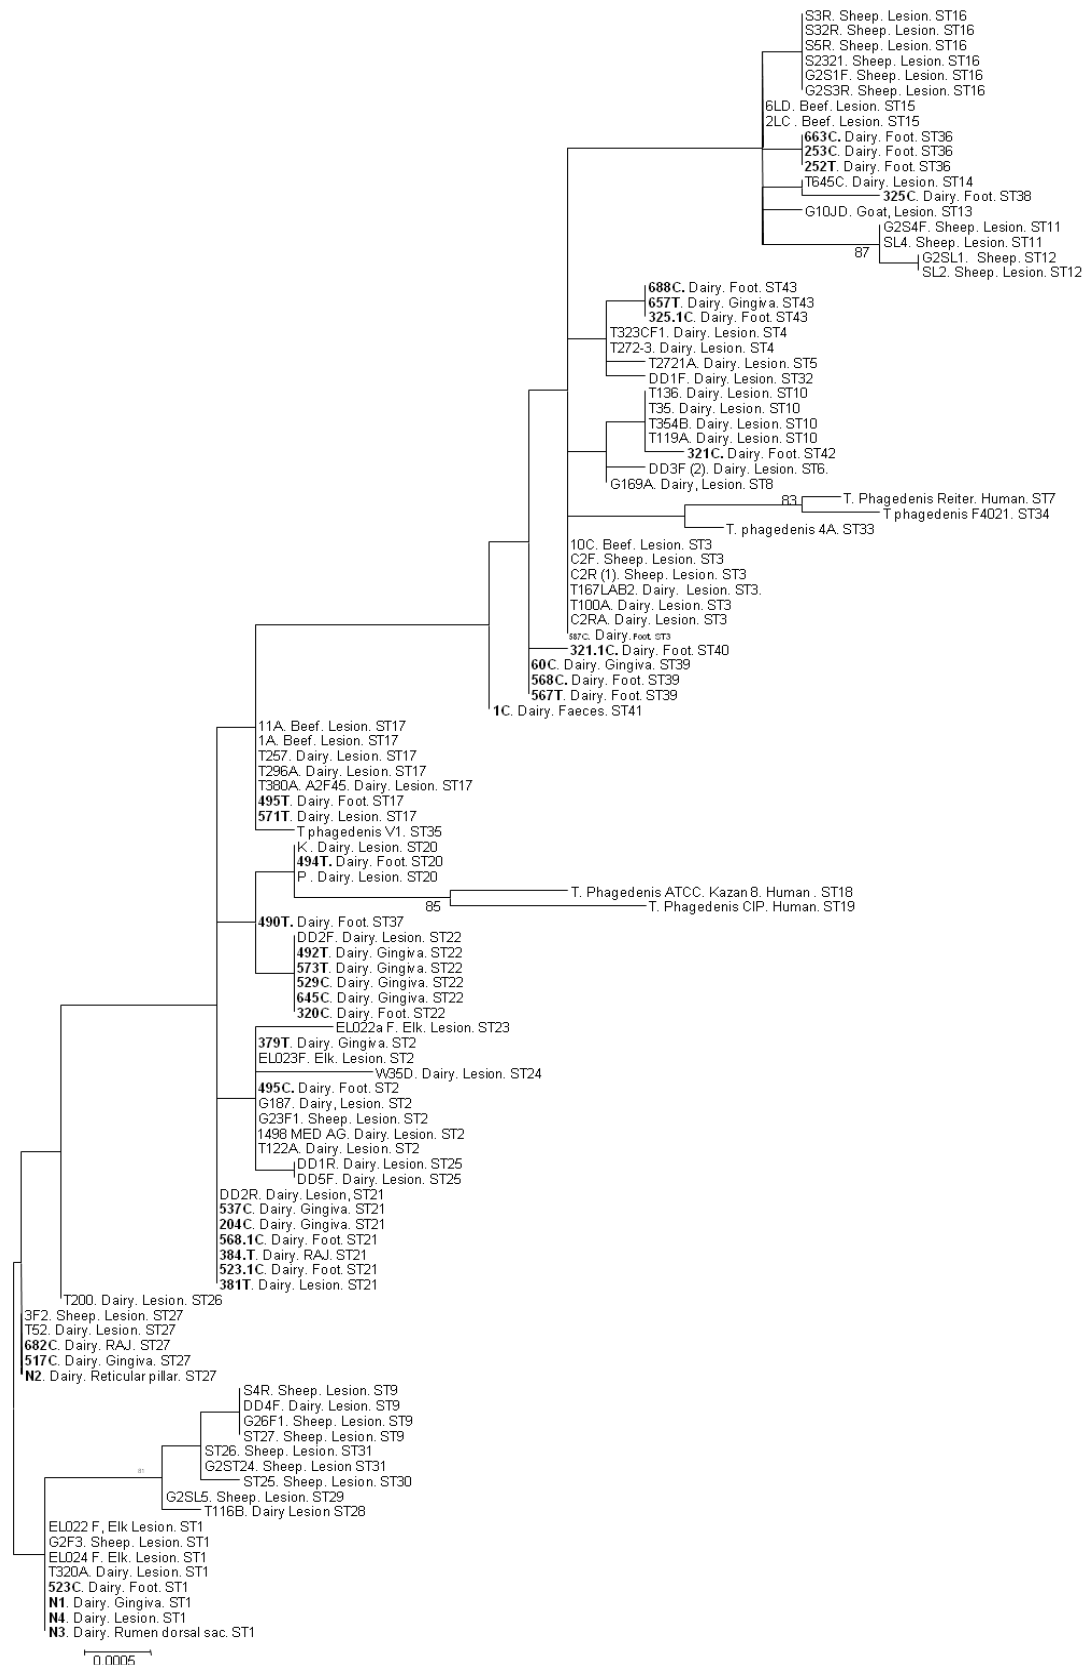 S3R. Sheep. Lesion. ST16
S32R. Sheep. Lesion. ST16
S5R. Sheep. Lesion. ST16
S2321. Sheep. Lesion. ST16
G2S1F. Sheep. Lesion. ST16
G2S3R. Sheep. Lesion. ST16
6LD. Beef. Lesion. ST15
2LC . Beef. Lesion. ST15
663C. Dairy. Foot. ST36
253C. Dairy. Foot. ST36
252T. Dairy. Foot. ST36
T645C. Dairy. Lesion. ST14
325C. Dairy. Foot. ST38
G10JD. Goat, Lesion. ST13
G2S4F. Sheep. Lesion. ST11
SL4. Sheep. Lesion. ST11
87
G2SL1. Sheep. ST12
SL2. Sheep. Lesion. ST12
688C. Dairy. Foot. ST43
657T. Dairy. Gingiva. ST43
325.1C. Dairy. Foot. ST43
T323CF1. Dairy. Lesion. ST4
T272-3. Dairy. Lesion. ST4
T2721A. Dairy. Lesion. ST5
DD1F. Dairy. Lesion. ST32
T136. Dairy. Lesion. ST10
T35. Dairy. Lesion. ST10
T354B. Dairy. Lesion. ST10
T119A. Dairy. Lesion. ST10
321C. Dairy. Foot. ST42
DD3F (2). Dairy. Lesion. ST6.
G169A. Dairy, Lesion. ST8
83
T. Phagedenis Reiter. Human. ST7
T phagedenis F4021. ST34
T. phagedenis 4A. ST33
10C. Beef. Lesion. ST3
C2F. Sheep. Lesion. ST3
C2R (1). Sheep. Lesion. ST3
T167LAB2. Dairy. Lesion. ST3.
T100A. Dairy. Lesion. ST3
C2RA. Dairy. Lesion. ST3
587C. Dairy. Foot. ST3
321.1C. Dairy. Foot. ST40
60C. Dairy. Gingiva. ST39
568C. Dairy. Foot. ST39
567T. Dairy. Foot. ST39
1C. Dairy. Faeces. ST41
11A. Beef. Lesion. ST17
1A. Beef. Lesion. ST17
T257. Dairy. Lesion. ST17
T296A. Dairy. Lesion. ST17
T380A. A2F45. Dairy. Lesion. ST17
495T. Dairy. Foot. ST17
571T. Dairy. Lesion. ST17
T phagedenis V1. ST35
K . Dairy. Lesion. ST20
494T. Dairy. Foot. ST20
P . Dairy. Lesion. ST20
T. Phagedenis ATCC. Kazan 8. Human . ST18
85
T. Phagedenis CIP. Human. ST19
490T. Dairy. Foot. ST37
DD2F. Dairy. Lesion. ST22
492T. Dairy. Gingiva. ST22
573T. Dairy. Gingiva. ST22
529C. Dairy. Gingiva. ST22
645C. Dairy. Gingiva. ST22
320C. Dairy. Foot. ST22
EL022a F. Elk. Lesion. ST23
379T. Dairy. Gingiva. ST2
EL023F. Elk. Lesion. ST2
W35D. Dairy. Lesion. ST24
495C. Dairy. Foot. ST2
G187. Dairy, Lesion. ST2
G23F1. Sheep. Lesion. ST2
1498 MED AG. Dairy. Lesion. ST2
T122A. Dairy. Lesion. ST2
DD1R. Dairy. Lesion. ST25
DD5F. Dairy. Lesion. ST25
DD2R. Dairy. Lesion, ST21
537C. Dairy. Gingiva. ST21
204C. Dairy. Gingiva. ST21
568.1C. Dairy. Foot. ST21
384.T. Dairy. RAJ. ST21
523.1C. Dairy. Foot. ST21
381T. Dairy. Lesion. ST21
T200. Dairy. Lesion. ST26
3F2. Sheep. Lesion. ST27
T52. Dairy. Lesion. ST27
682C. Dairy. RAJ. ST27
517C. Dairy. Gingiva. ST27
N2. Dairy. Reticular pillar. ST27
S4R. Sheep. Lesion. ST9
DD4F. Dairy. Lesion. ST9
G26F1. Sheep. Lesion. ST9
ST27. Sheep. Lesion. ST9
ST26. Sheep. Lesion. ST31
G2ST24. Sheep. Lesion ST31
81
ST25. Sheep. Lesion. ST30
G2SL5. Sheep. Lesion. ST29
T116B. Dairy Lesion ST28
EL022 F, Elk Lesion. ST1
G2F3. Sheep. Lesion. ST1
EL024 F. Elk. Lesion. ST1
T320A. Dairy. Lesion. ST1
523C. Dairy. Foot. ST1
N1. Dairy. Gingiva. ST1
N4. Dairy. Lesion. ST1
N3. Dairy. Rumen dorsal sac. ST1
0.0005